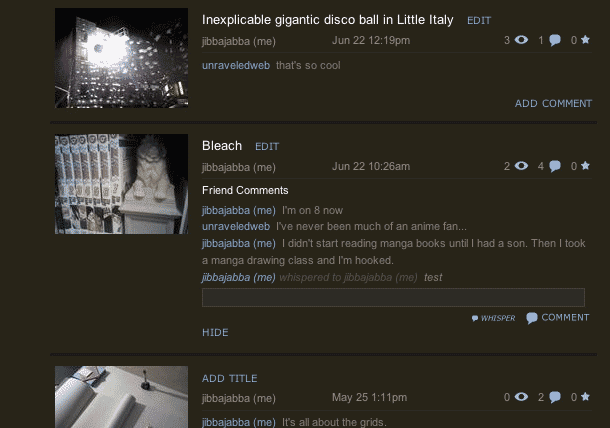 Inexplicable gigantic disco ball in Little Italy EDIT
jibbajabba (me) Jun 22 12:19pm 3 1 0
unraveledweb that's so cool
ADD COMMENT
Bleach EDIT
jibbajabba (me) Jun 22 10:26am 2 4 0
Friend Comments
jibbajabba (me) I'm on 8 now
unraveledweb I've never been much of an anime fan...
jibbajabba (me) I didn't start reading manga books until I had a son. Then I took
a manga drawing class and I'm hooked.
jibbajabba (me) whispered to jibbajabba (me) test
WHISPER COMMENT
HIDE
ADD TITLE
jibbajabba (me) May 25 1:11pm 0 2 0
jibbajabba (me) It's all about the grids.